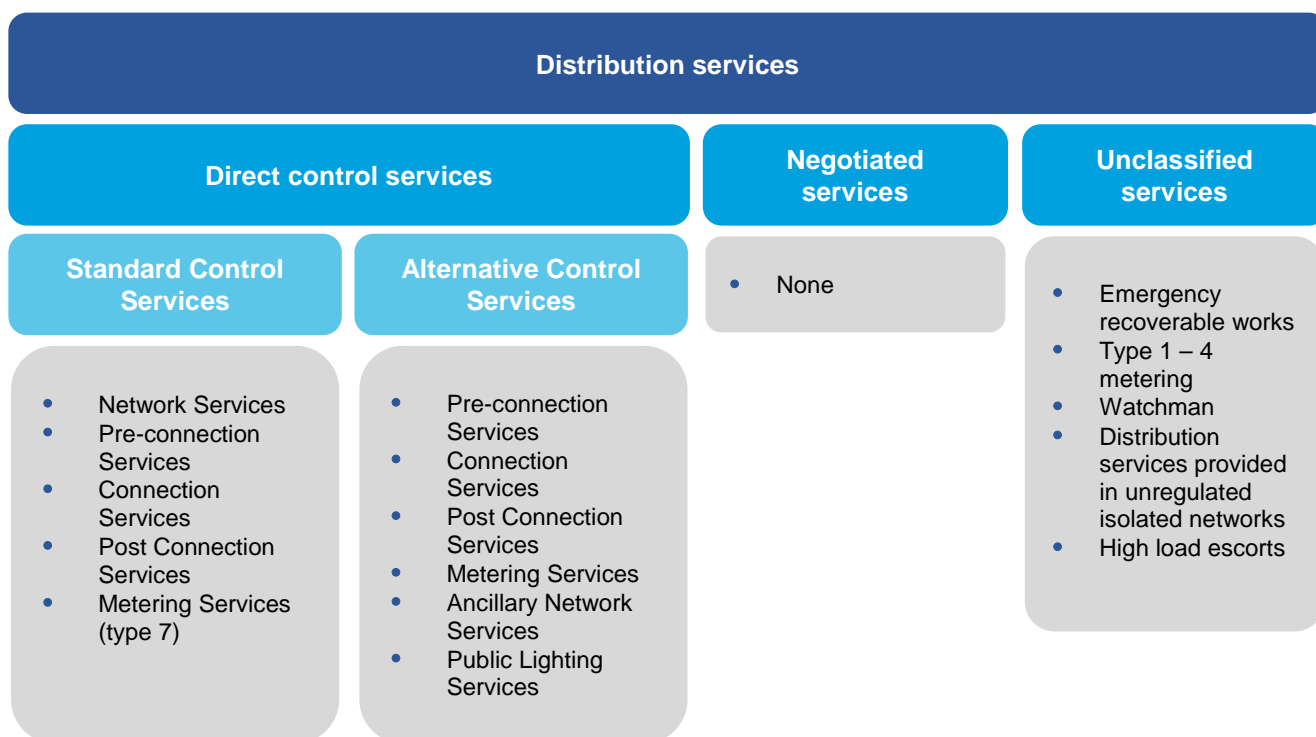 Distribution services
Direct control services
Negotiated
services
Unclassified
services
Standard Control
Services
Alternative Control
Services
• Network Services
• Pre-connection
Services
• Connection
Services
• Post Connection
Services
• Metering Services
(type 7)
• Pre-connection
Services
• Connection
Services
• Post Connection
Services
• Metering Services
• Ancillary Network
Services
• Public Lighting
Services
• None
• Emergency
recoverable works
• Type 1 – 4
metering
• Watchman
• Distribution
services provided
in unregulated
isolated networks
• High load escorts